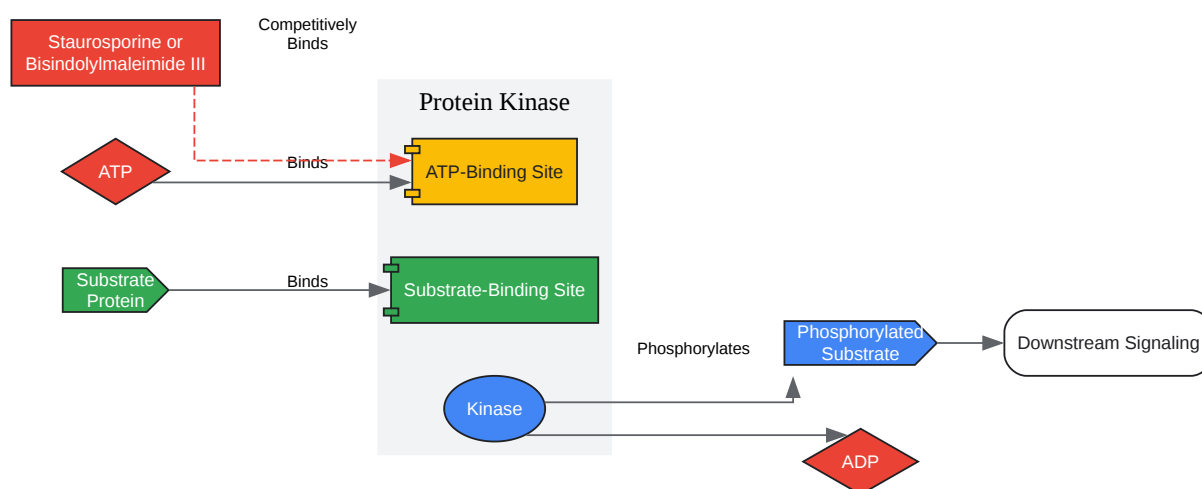 Competitively
Binds
Staurosporine or
Bisindolylmaleimide III
Protein Kinase
ATP
Binds
ATP-Binding Site
Substrate
Protein
Binds
Substrate-Binding Site
Phosphorylates
Phosphorylated
Substrate
Downstream Signaling
Kinase
ADP